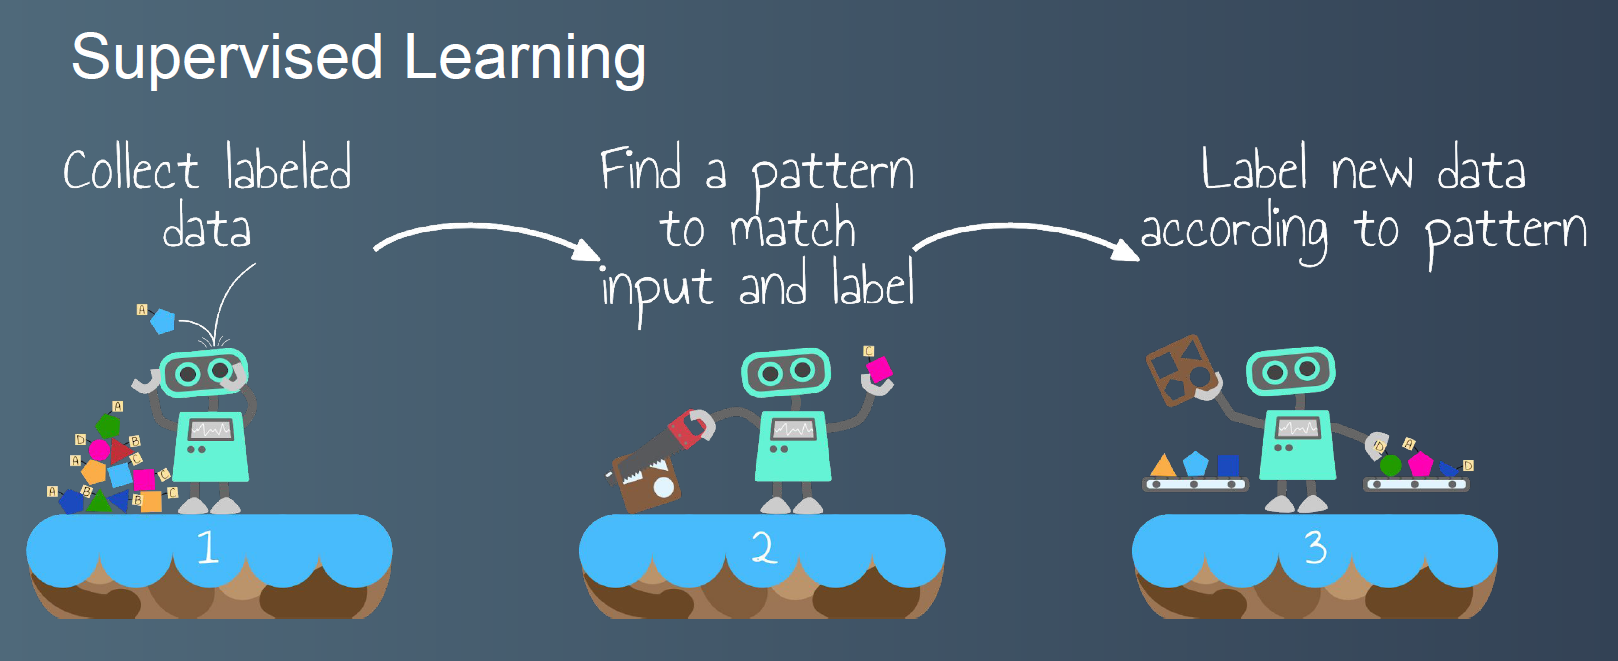 Supervised Learning
Collect labeled
data
Find a pattern
to match
input and label
Label new data
according to pattern
A
A
D
B
A
C
C
A
B
B
C
1
C
2
D
A
D
3